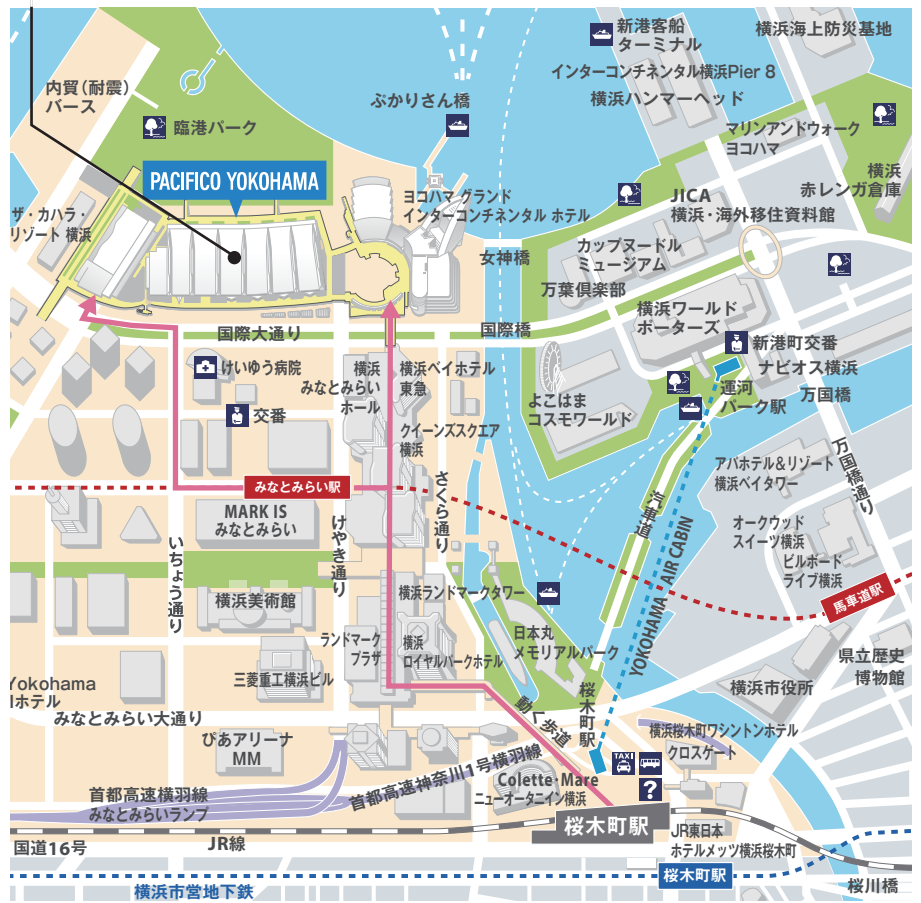 新港客船
ターミナル
横浜海上防災基地
インターコンチネンタル横浜Pier 8
横浜ハンマーヘッド
内貿(耐震)
バース
ぷかりさん橋
臨港パーク
マリンアンドウォーク
ヨコハマ
横浜
赤レンガ倉庫
PACIFICO YOKOHAMA
ヨコハマ グランド
インターコンチネンタル ホテル
JICA
横浜・海外移住資料館
ザ・カハラ・
リゾート 横浜
女神橋
カップヌードル
ミュージアム
万葉倶楽部
横浜ワールド
ポーターズ
国際大通り
国際橋
新港町交番
ナビオス横浜
けいゆう病院
横浜
みなとみらい
ホール
横浜ベイホテル
東急
よこはま
コスモワールド
運河
パーク駅
万国橋
交番
クイーンズスクエア
横浜
万国橋通り
アパホテル&リゾート
横浜ベイタワー
みなとみらい駅
さくら通り
汽車道
MARK IS
みなとみらい
けやき通り
いちょう通り
オークウッド
スイーツ横浜
ビルボード
ライブ横浜
YOKOHAMA AIR CABIN
馬車道駅
横浜美術館
横浜ランドマークタワー
日本丸
メモリアルパーク
ランドマーク
プラザ
横浜
ロイヤルパークホテル
県立歴史
博物館
三菱重工横浜ビル
横浜市役所
Yokohama
ホテル
みなとみらい大通り
動く歩道
桜木町駅
横浜桜木町ワシントンホテル
クロスゲート
ぴあアリーナ
MM
TAXI
?
首都高速神奈川1号横羽線
Colette・Mare
ニューオータニイン横浜
首都高速横羽線
みなとみらいランプ
桜木町駅
JR東日本
ホテルメッツ横浜桜木町
国道16号
JR線
桜木町駅
横浜市営地下鉄
桜川橋